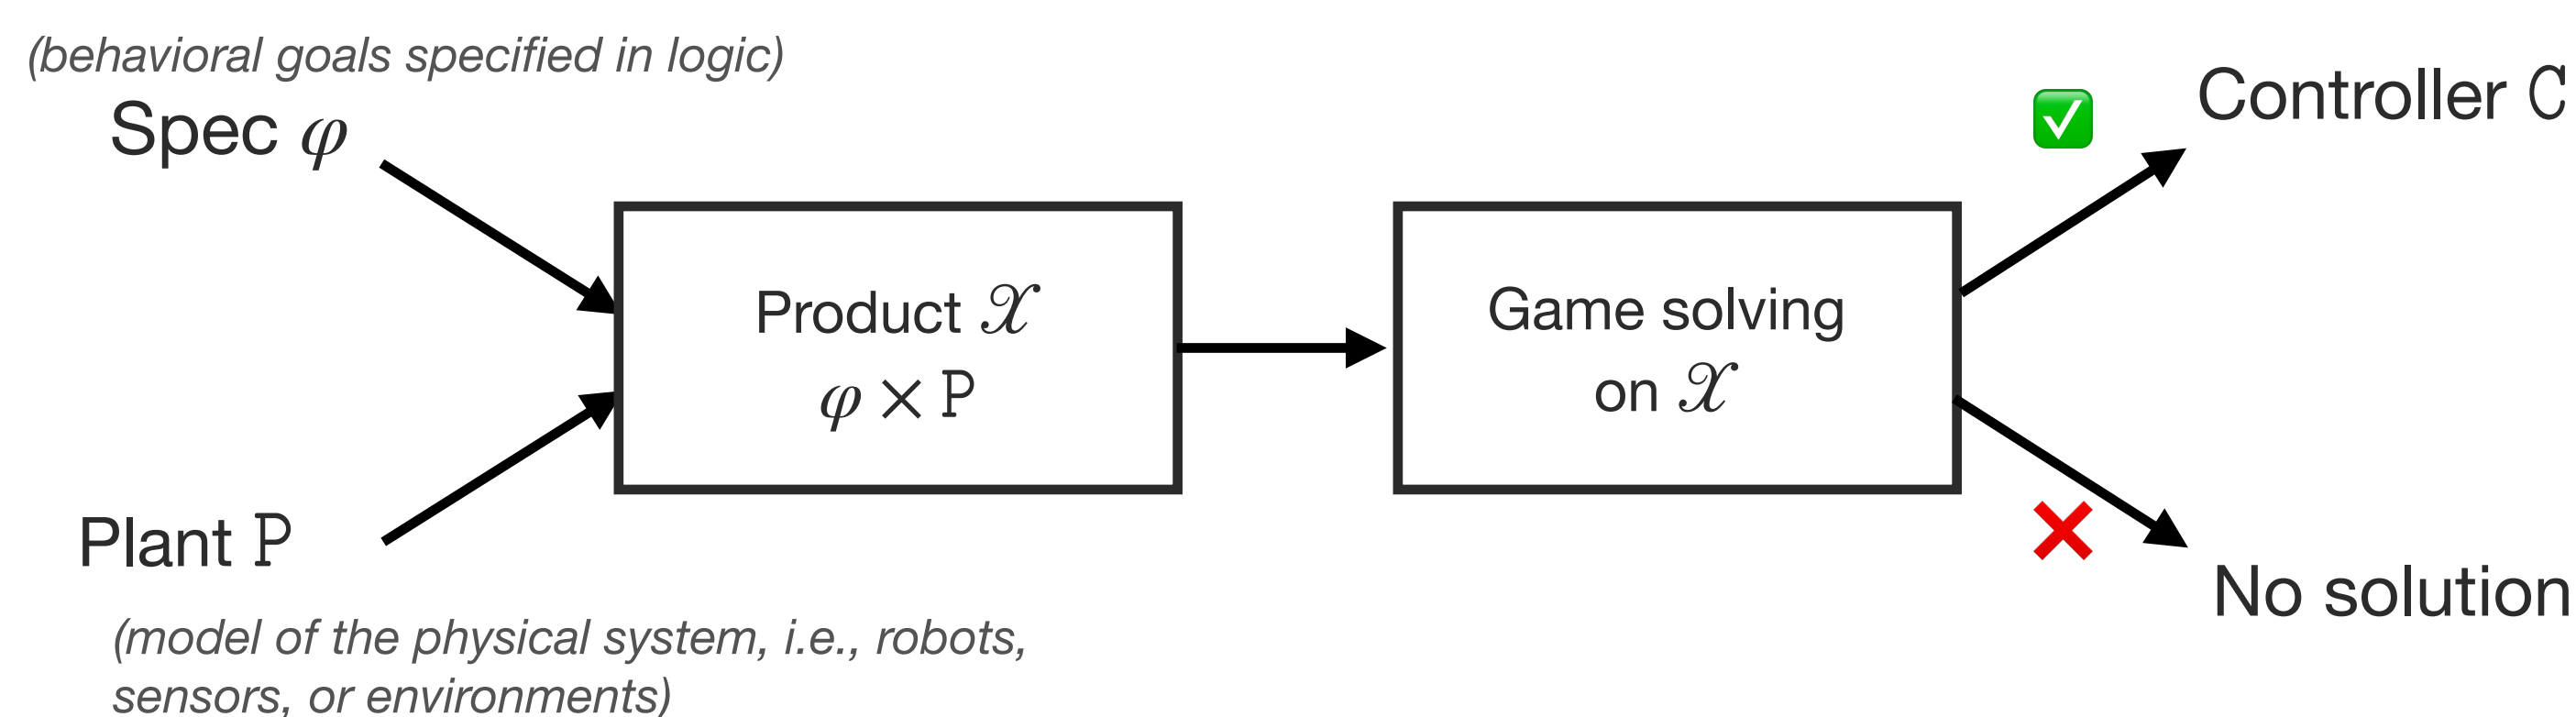 (behavioral goals specified in logic)
Spec φ
Plant P
(model of the physical system, i.e., robots,
sensors, or environments)
Product 𝒳
φ × P
Game solving
on 𝒳
Controller C
No solution